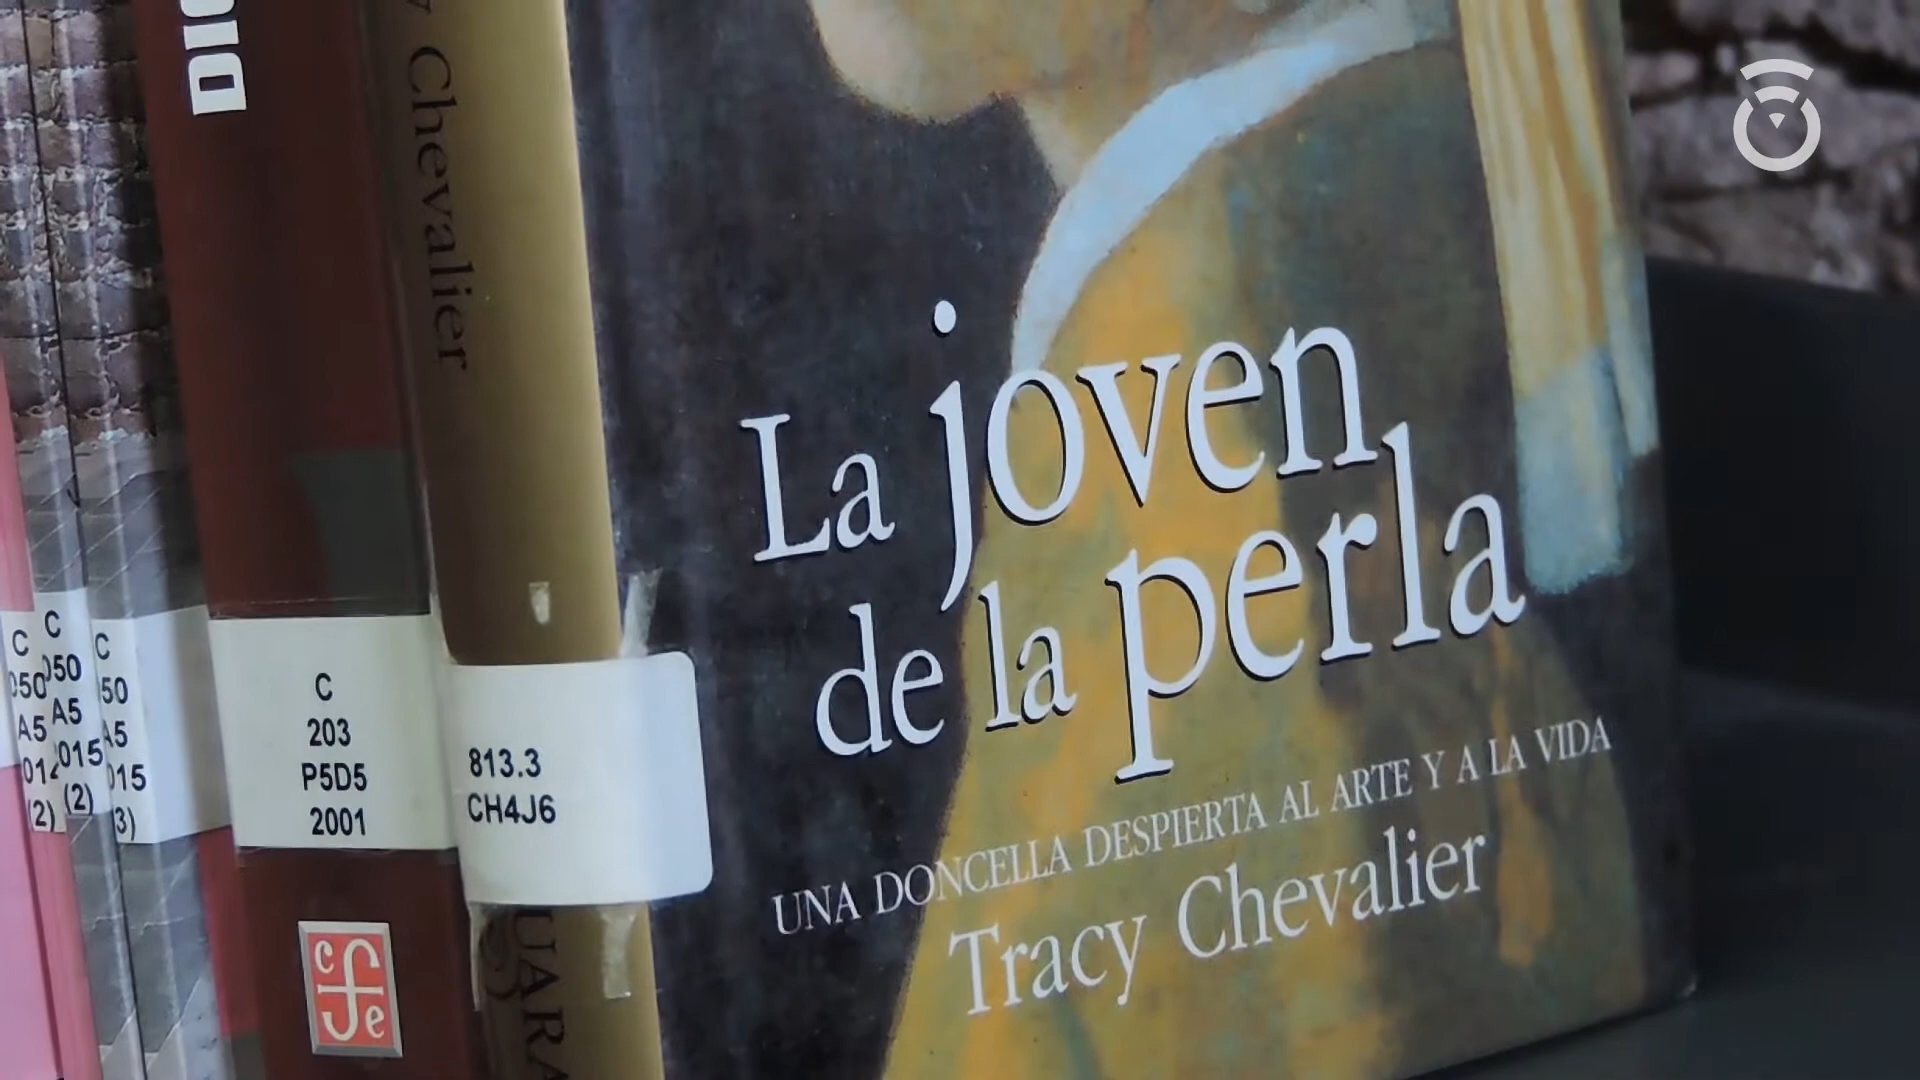 Chevalier
C
C
C
050
50
A5
A5
A5
015
015
(2)
(2)
3)
C
203
P5D5
2001
cfe
813.3
CH4J6
La joven
de la perla
UNA DONCELLA DESPIERTA AL ARTE Y A LA VIDA
Tracy Chevalier